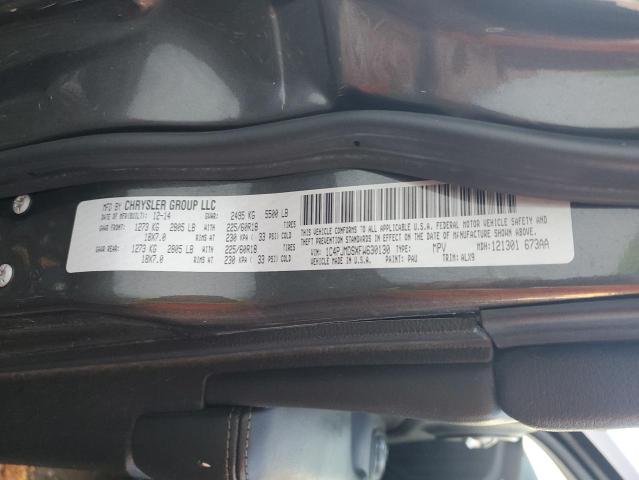 MFD BY CHRYSLER GROUP LLC
DATE OF MFR(BUILT): 12-14 GVWR: 2495 KG 5500 LB
GAWR FRONT: 1273 KG 2805 LB WITH 225/60R18 TIRES
18X7.0 RIMS AT 230 KPA ( 33 PSI) COLD
GAWR REAR: 1273 KG 2805 LB WITH 225/60R18 TIRES
18X7.0 RIMS AT 230 KPA ( 33 PSI) COLD
THIS VEHICLE CONFORMS TO ALL APPLICABLE U.S.A. FEDERAL MOTOR VEHICLE SAFETY AND
THEFT PREVENTION STANDARDS IN EFFECT ON THE DATE OF MANUFACTURE SHOWN ABOVE.
VIN: 1C4PJMDSXFW630130 TYPE: MPV MDH: 121301 673AA
VEHICLE MADE IN U.S.A. PAINT: PAU TRIM: ALX9